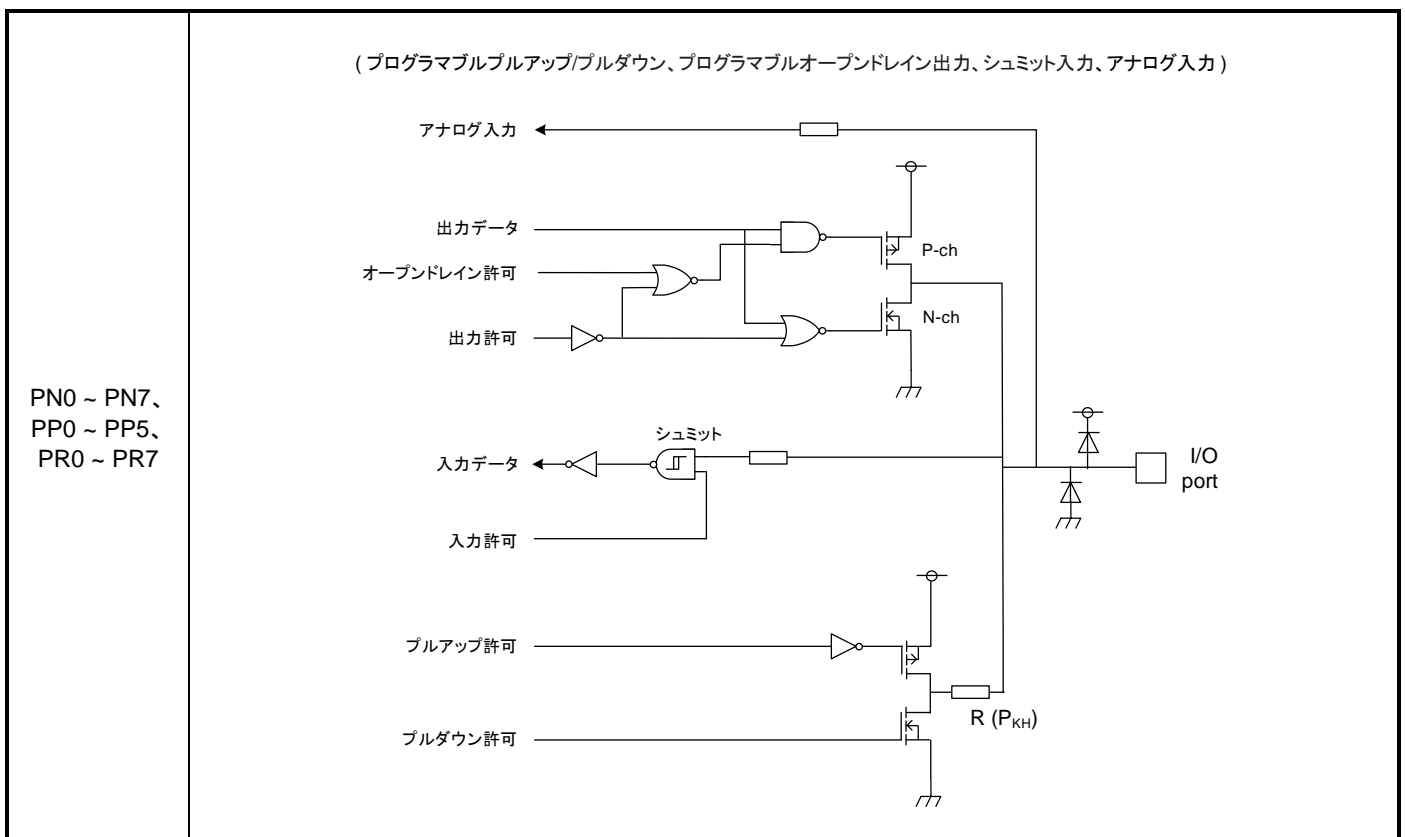 ( プログラマブルプルアップ/プルダウン、プログラマブルオープンドレイン出力、シュミット入力、アナログ入力 )
アナログ入力
出力データ
P-ch
オープンドレイン許可
N-ch
出力許可
PN0 ~ PN7、
PP0 ~ PP5、
PR0 ~ PR7
シュミット
入力データ
I/O
port
入力許可
プルアップ許可
R (PKH)
プルダウン許可